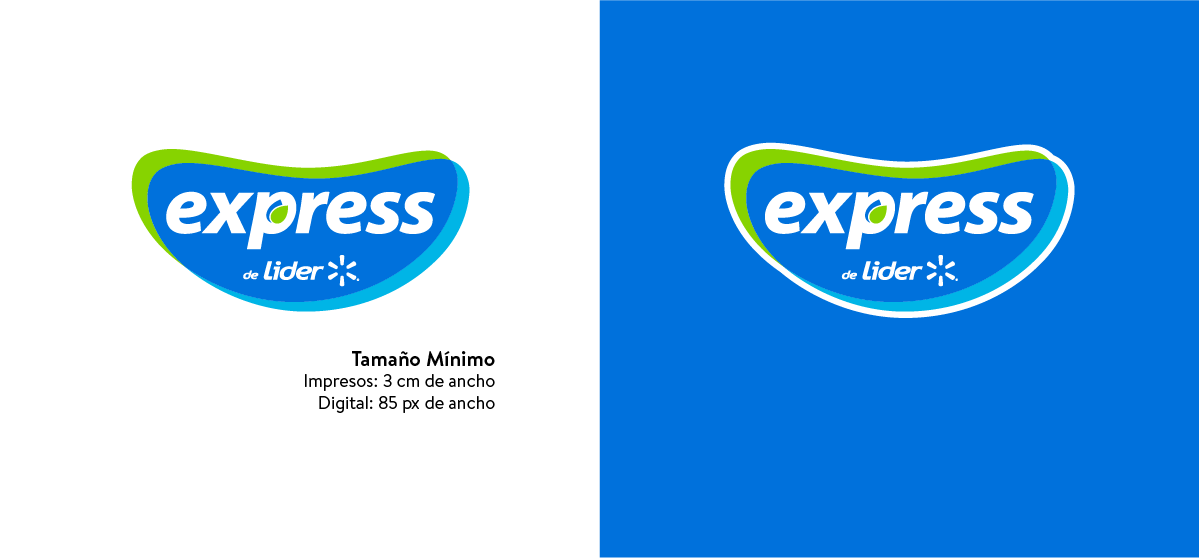 express
de Lider
Tamaño Mínimo
Impresos: 3 cm de ancho
Digital: 85 px de ancho
express
de Lider